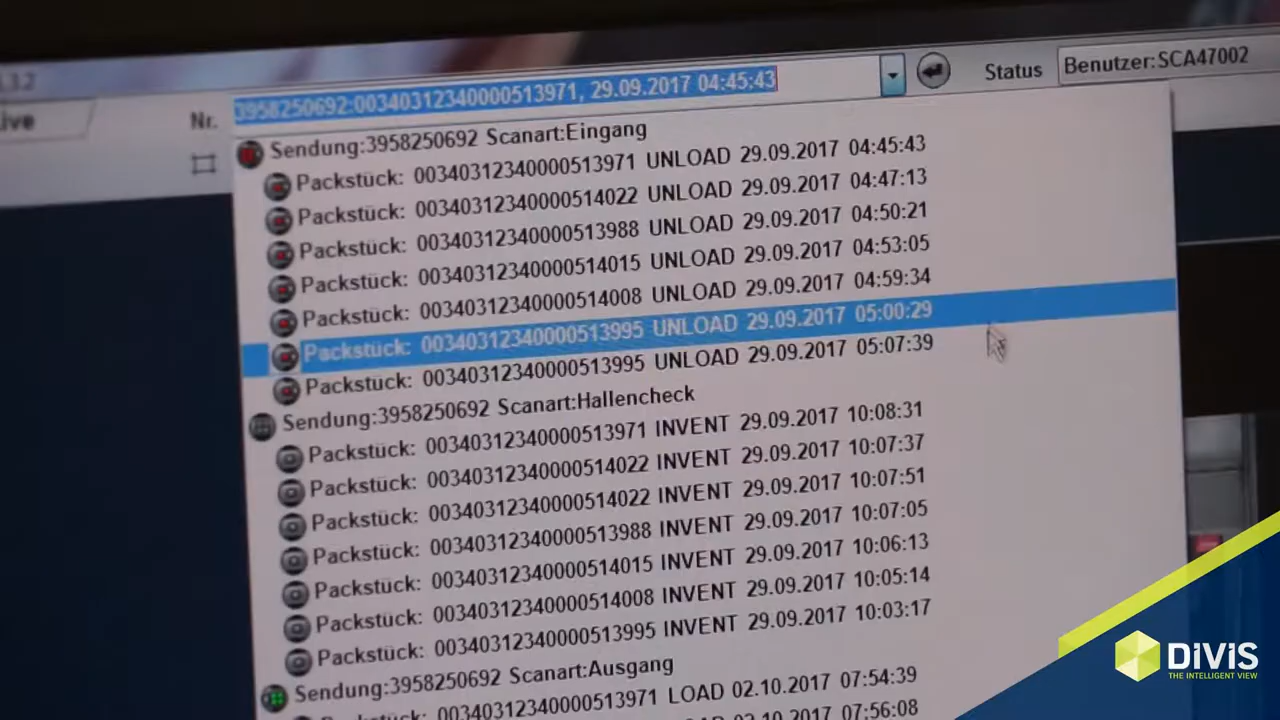 .3.2
Live
Nr. 3958250692:00340312340000513971, 29.09.2017 04:45:43 Status Benutzer:SCA47002
Sendung:3958250692 Scanart:Eingang
Packstück: 00340312340000513971 UNLOAD 29.09.2017 04:45:43
Packstück: 00340312340000514022 UNLOAD 29.09.2017 04:47:13
Packstück: 00340312340000513988 UNLOAD 29.09.2017 04:50:21
Packstück: 00340312340000514015 UNLOAD 29.09.2017 04:53:05
Packstück: 00340312340000514008 UNLOAD 29.09.2017 04:59:34
Packstück: 00340312340000513995 UNLOAD 29.09.2017 05:00:29
Packstück: 00340312340000513995 UNLOAD 29.09.2017 05:07:39
Sendung:3958250692 Scanart:Hallencheck
Packstück: 00340312340000513971 INVENT 29.09.2017 10:08:31
Packstück: 00340312340000514022 INVENT 29.09.2017 10:07:37
Packstück: 00340312340000514022 INVENT 29.09.2017 10:07:51
Packstück: 00340312340000513988 INVENT 29.09.2017 10:07:05
Packstück: 00340312340000514015 INVENT 29.09.2017 10:06:13
Packstück: 00340312340000514008 INVENT 29.09.2017 10:05:14
Packstück: 00340312340000513995 INVENT 29.09.2017 10:03:17
Sendung:3958250692 Scanart:Ausgang
Packstück: 00340312340000513971 LOAD 02.10.2017 07:54:39
LOAD 02.10.2017 07:56:08
DIVIS
THE INTELLIGENT VIEW